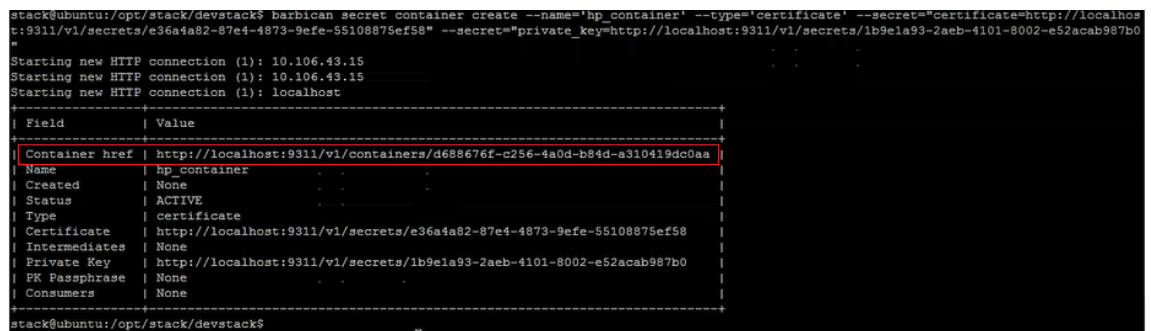 stack@ubuntu:/opt/stack/devstack$ barbican secret container create --name='hp_container' --type='certificate' --secret="certificate=http://localhos
t:9311/v1/secrets/e36a4a82-87e4-4873-9efe-55108875ef58" --secret="private_key=http://localhost:9311/v1/secrets/1b9e1a93-2aeb-4101-8002-e52acab987b0
"
Starting new HTTP connection (1): 10.106.43.15
Starting new HTTP connection (1): 10.106.43.15
Starting new HTTP connection (1): localhost
+---------------+------------------------------------------------------------------------+
| Field | Value |
+---------------+------------------------------------------------------------------------+
| Container href | http://localhost:9311/v1/containers/d688676f-c256-4a0d-b84d-a310419dc0aa |
| Name | hp_container |
| Created | None |
| Status | ACTIVE |
| Type | certificate |
| Certificate | http://localhost:9311/v1/secrets/e36a4a82-87e4-4873-9efe-55108875ef58 |
| Intermediates | None |
| Private Key | http://localhost:9311/v1/secrets/1b9e1a93-2aeb-4101-8002-e52acab987b0 |
| PK Passphrase | None |
| Consumers | None |
+---------------+------------------------------------------------------------------------+
stack@ubuntu:/opt/stack/devstack$